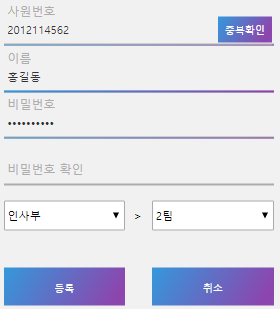 사원번호
2012114562 중복확인
이름
홍길동
비밀번호
••••••••••
비밀번호 확인
인사부 ▼ > 2팀 ▼
등록 취소